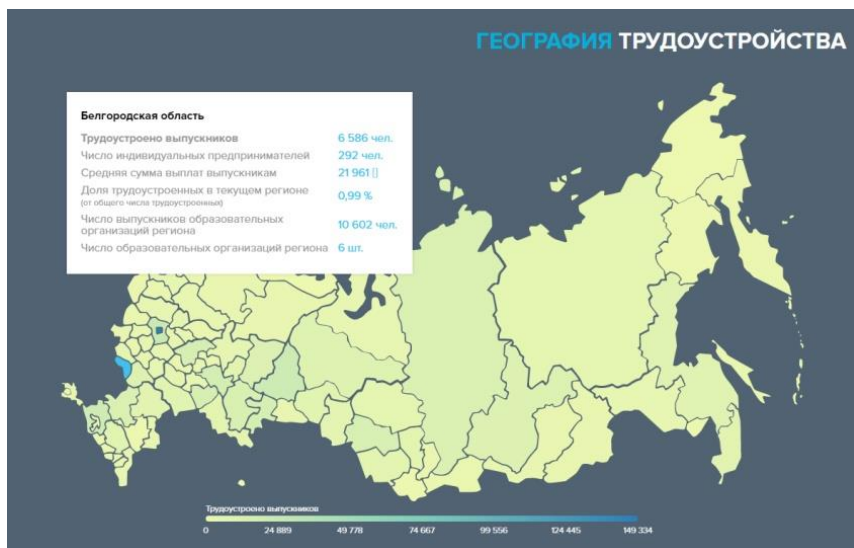 ГЕОГРАФИЯ ТРУДОУСТРОЙСТВА
Белгородская область
Трудоустроено выпускников 6 586 чел.
Число индивидуальных предпринимателей 292 чел.
Средняя сумма выплат выпускникам 21 961 []
Доля трудоустроенных в текущем регионе 0,99 %
(от общего числа трудоустроенных)
Число выпускников образовательных
организаций региона 10 602 чел.
Число образовательных организаций региона 6 шт.
Трудоустроено выпускников
0 24 889 49 778 74 667 99 556 124 445 149 334